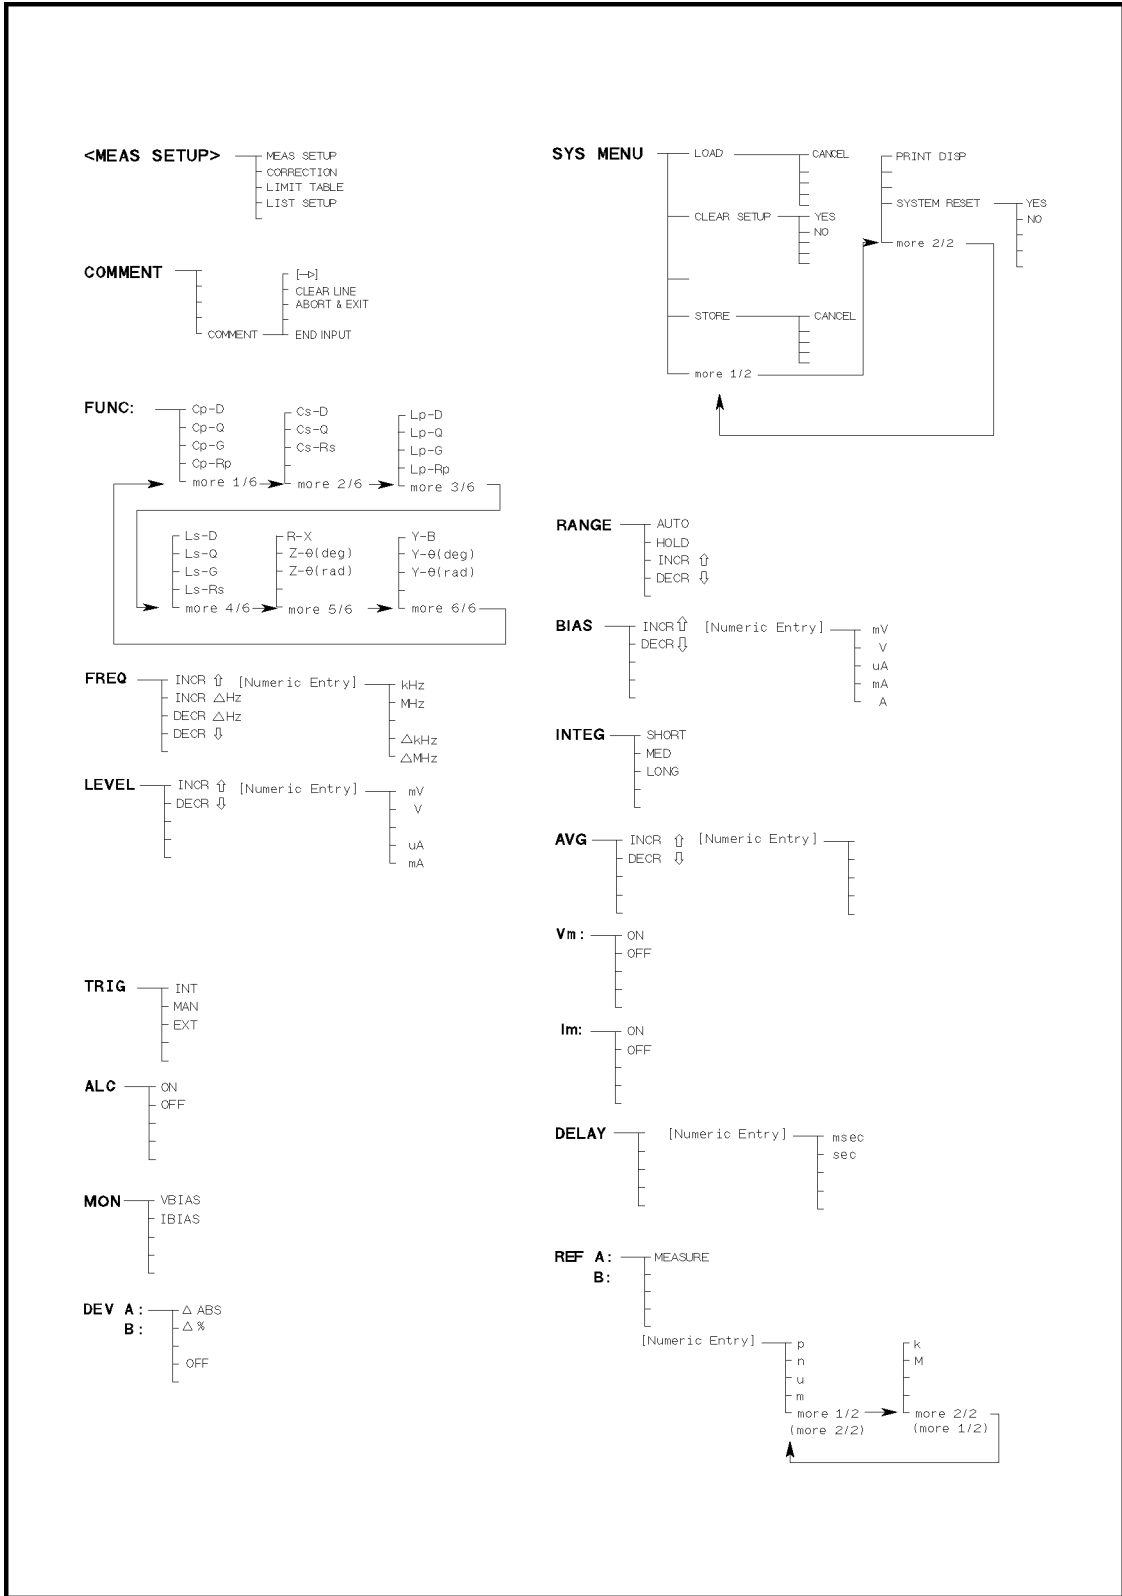 <MEAS SETUP>
MEAS SETUP
CORRECTION
LIMIT TABLE
LIST SETUP
COMMENT
COMMENT
[→]
CLEAR LINE
ABORT & EXIT
END INPUT
FUNC:
Cp-D
Cp-Q
Cp-G
Cp-Rp
more 1/6
Cs-D
Cs-Q
Cs-Rs
more 2/6
Lp-D
Lp-Q
Lp-G
Lp-Rp
more 3/6
Ls-D
Ls-Q
Ls-G
Ls-Rs
more 4/6
R-X
Z-θ(deg)
Z-θ(rad)
more 5/6
Y-B
Y-θ(deg)
Y-θ(rad)
more 6/6
FREQ
INCR ⇧
INCR △Hz
DECR △Hz
DECR ⇩
[Numeric Entry]
kHz
MHz
△kHz
△MHz
LEVEL
INCR ⇧
DECR ⇩
[Numeric Entry]
mV
V
uA
mA
TRIG
INT
MAN
EXT
ALC
ON
OFF
MON
VBIAS
IBIAS
DEV A:
B:
△ ABS
△ %
OFF
SYS MENU
LOAD
CANCEL
CLEAR SETUP
YES
NO
STORE
CANCEL
more 1/2
PRINT DISP
SYSTEM RESET
YES
NO
more 2/2
RANGE
AUTO
HOLD
INCR ⇧
DECR ⇩
BIAS
INCR ⇧
DECR ⇩
[Numeric Entry]
mV
V
uA
mA
A
INTEG
SHORT
MED
LONG
AVG
INCR ⇧
DECR ⇩
[Numeric Entry]
Vm:
ON
OFF
Im:
ON
OFF
DELAY
[Numeric Entry]
msec
sec
REF A:
B:
MEASURE
[Numeric Entry]
p
n
u
m
more 1/2
(more 2/2)
k
M
more 2/2
(more 1/2)